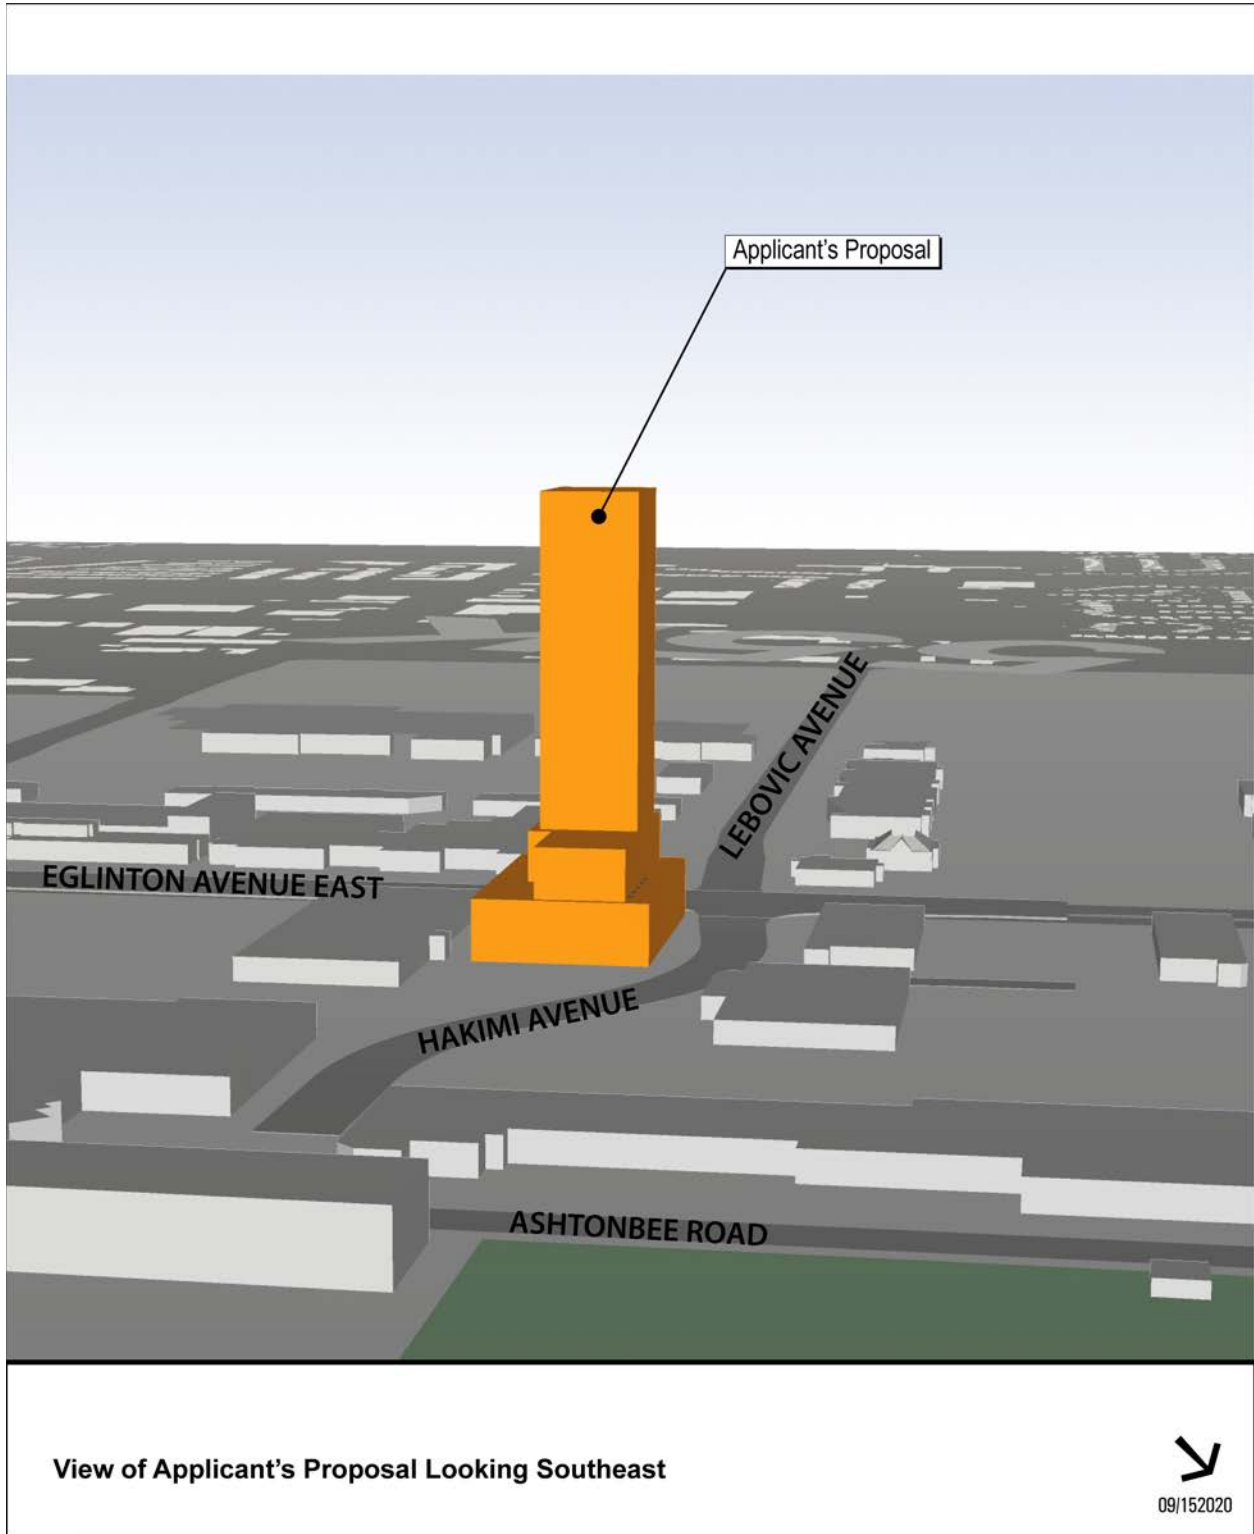 Applicant's Proposal
LEBOVIC AVENUE
EGLINTON AVENUE EAST
HAKIMI AVENUE
ASHTONBEE ROAD
View of Applicant's Proposal Looking Southeast
09/152020